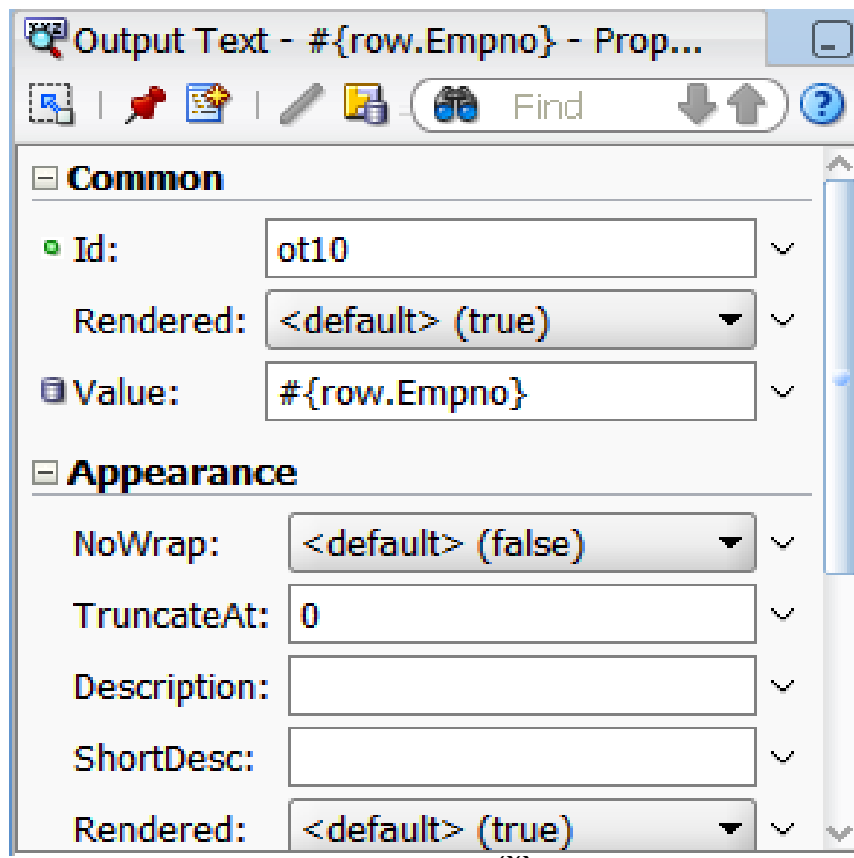 Output Text - #{row.Empno} - Prop...
Find
Common
Id: ot10
Rendered: <default> (true)
Value: #{row.Empno}
Appearance
NoWrap: <default> (false)
TruncateAt: 0
Description:
ShortDesc:
Rendered: <default> (true)